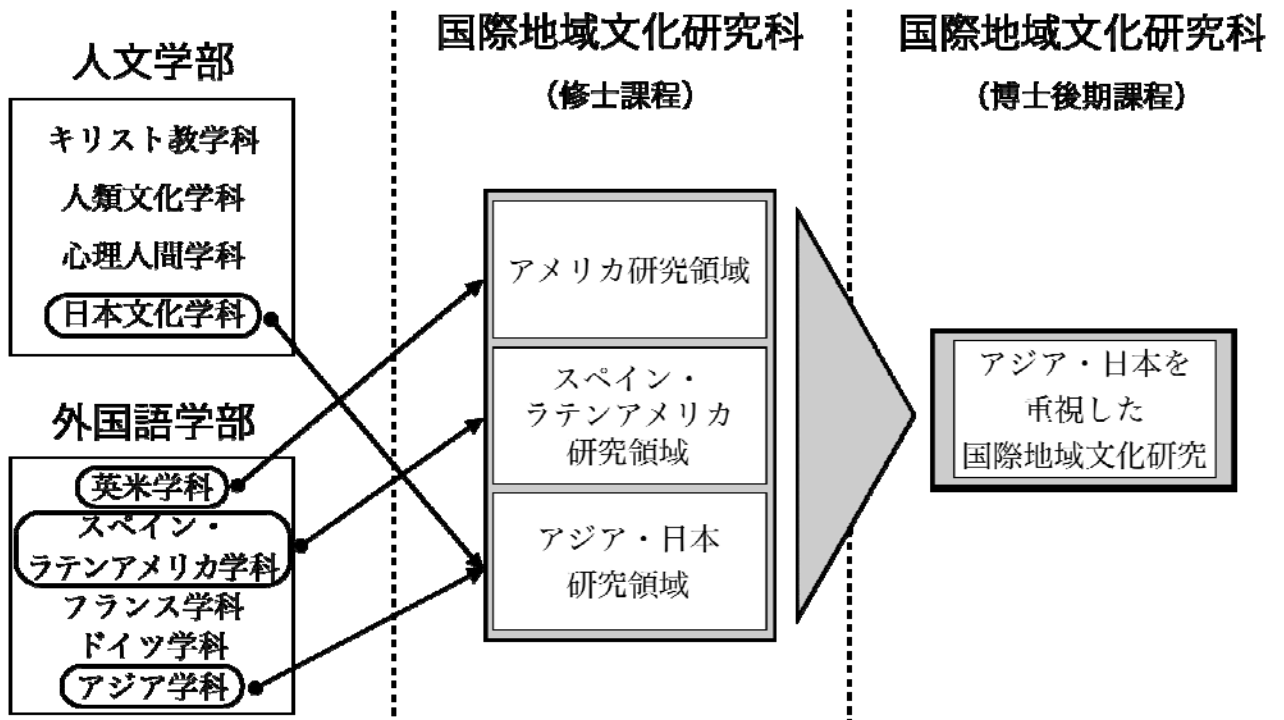 人文学部
キリスト教学科
人類文化学科
心理人間学科
日本文化学科
外国語学部
英米学科
スペイン・
ラテンアメリカ学科
フランス学科
ドイツ学科
アジア学科
国際地域文化研究科
（修士課程）
アメリカ研究領域
スペイン・
ラテンアメリカ
研究領域
アジア・日本
研究領域
国際地域文化研究科
（博士後期課程）
アジア・日本を
重視した
国際地域文化研究